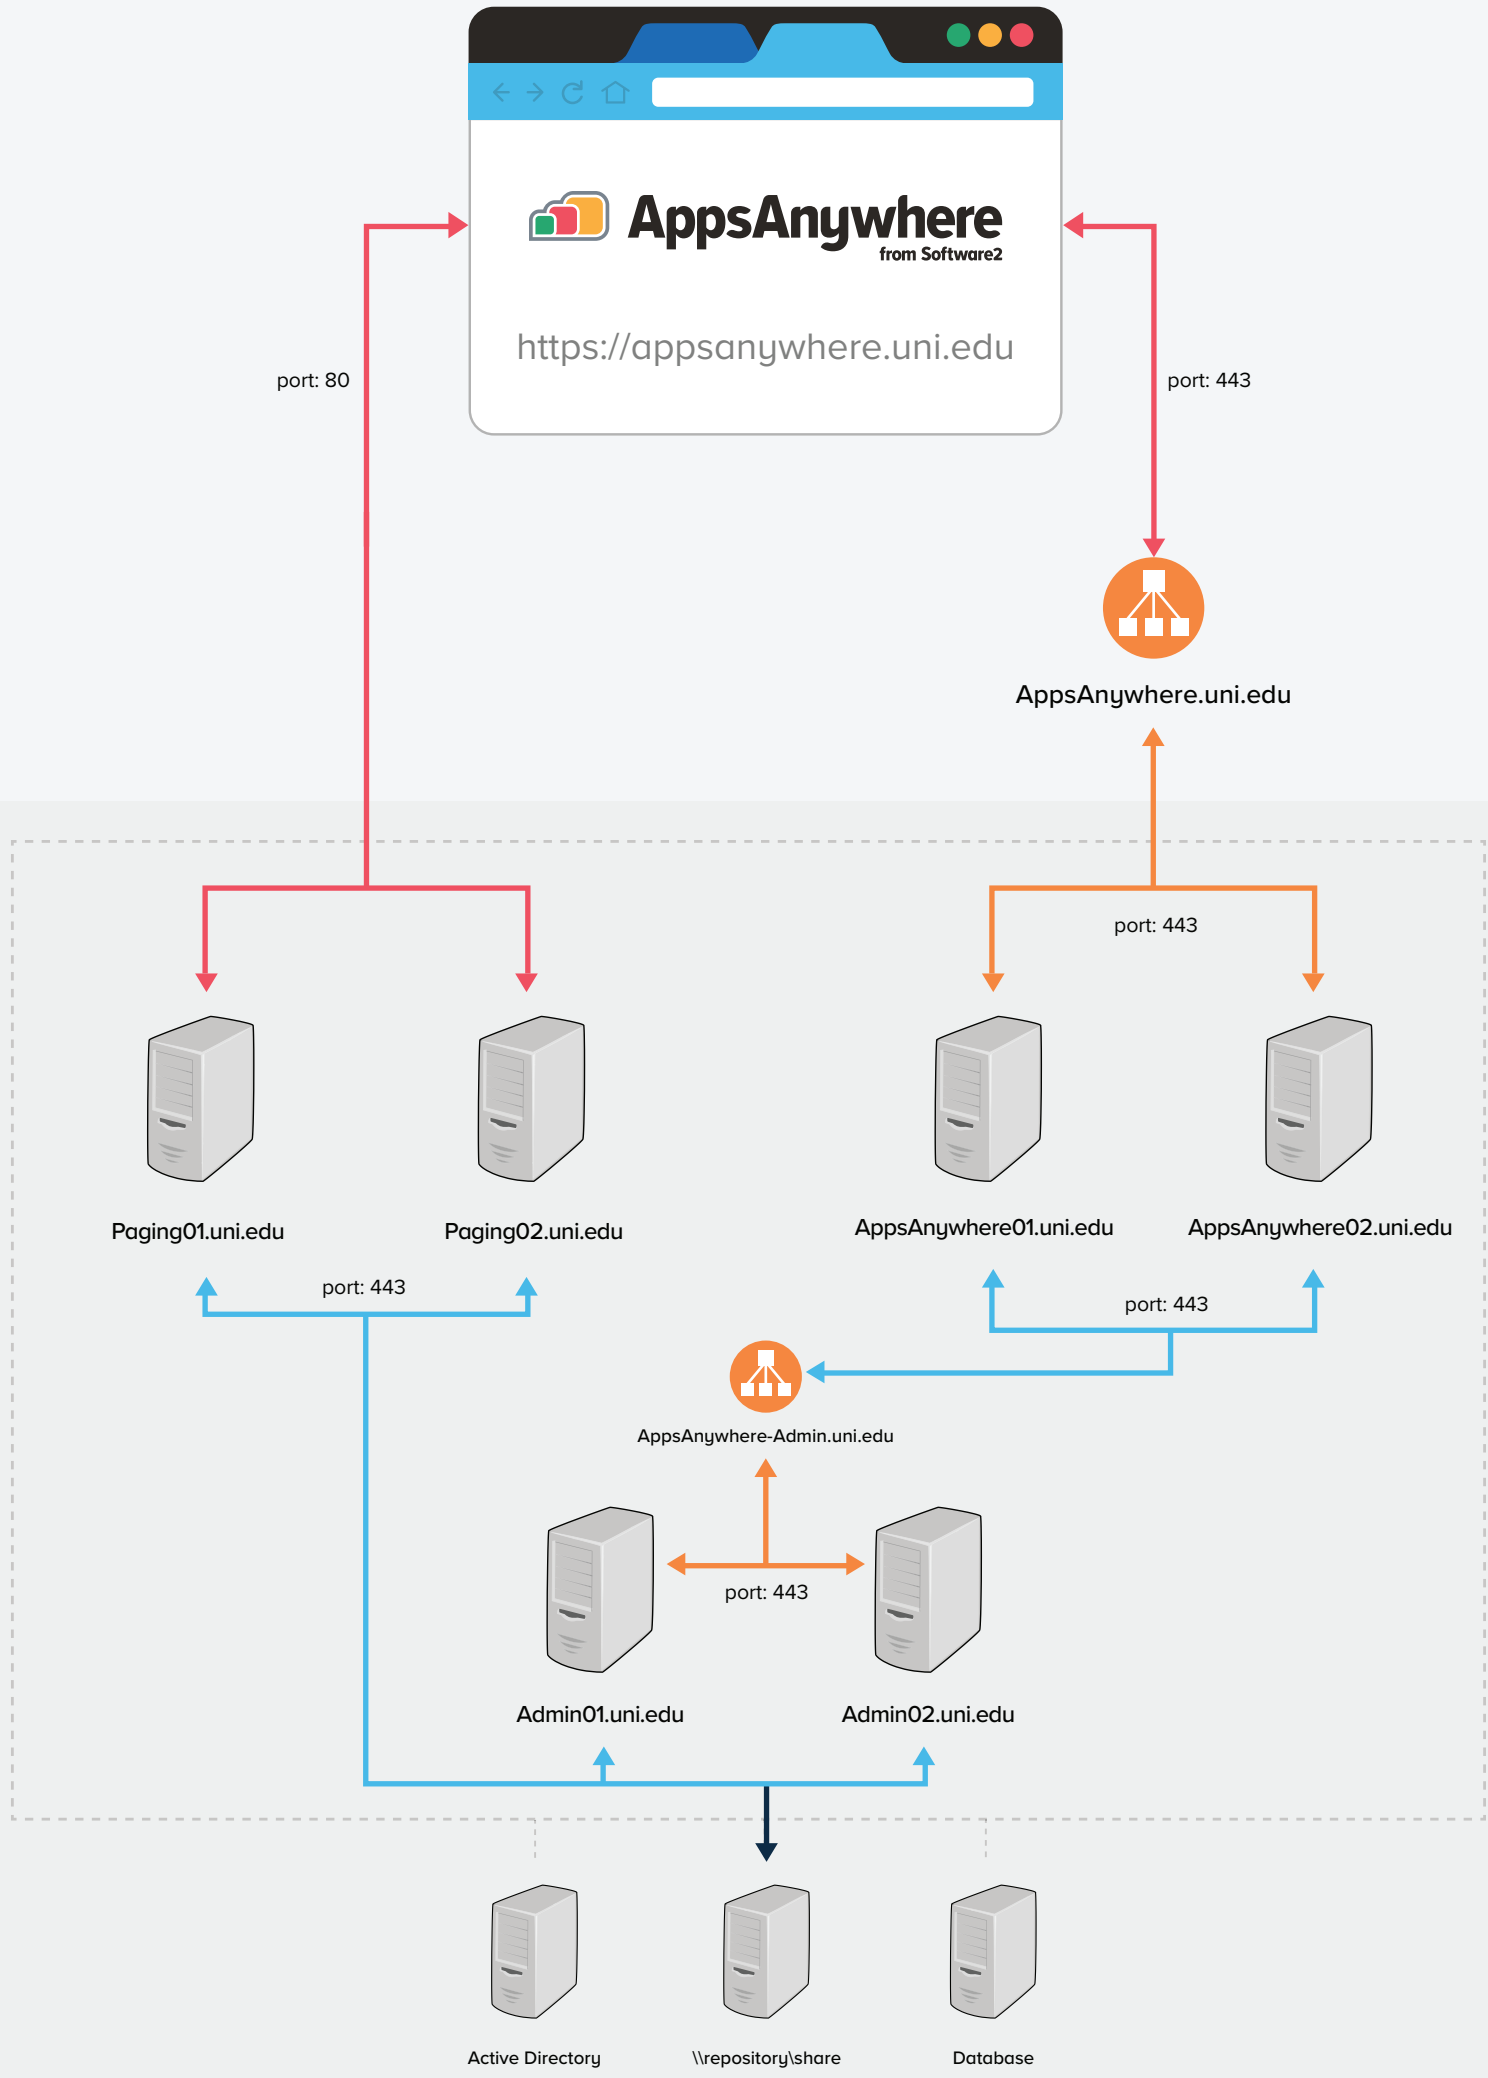 AppsAnywhere
from Software2
https://appsanywhere.uni.edu
port: 80
port: 443
AppsAnywhere.uni.edu
port: 443
Paging01.uni.edu
Paging02.uni.edu
AppsAnywhere01.uni.edu
AppsAnywhere02.uni.edu
port: 443
port: 443
AppsAnywhere-Admin.uni.edu
port: 443
Admin01.uni.edu
Admin02.uni.edu
Active Directory
\\repository\share
Database